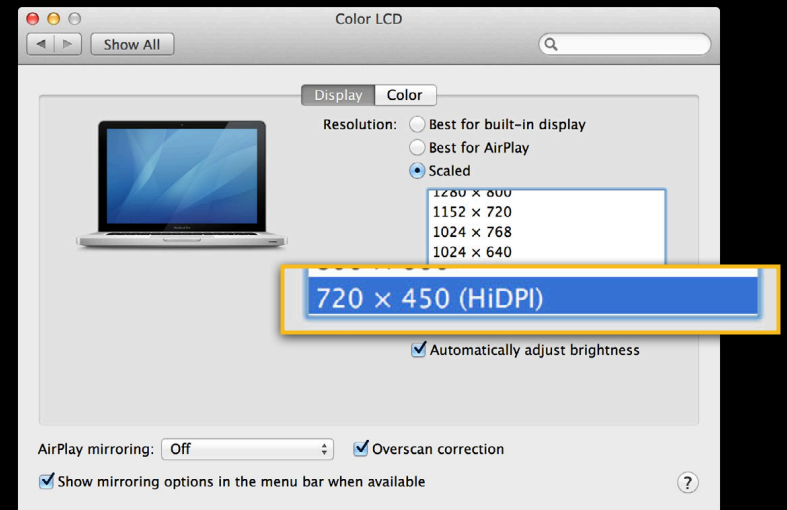 Color LCD
Show All
Display Color
Resolution: Best for built-in display
Best for AirPlay
Scaled
1280 × 800
1152 × 720
1024 × 768
1024 × 640
720 × 450 (HiDPI)
Automatically adjust brightness
AirPlay mirroring: Off Overscan correction
Show mirroring options in the menu bar when available
?